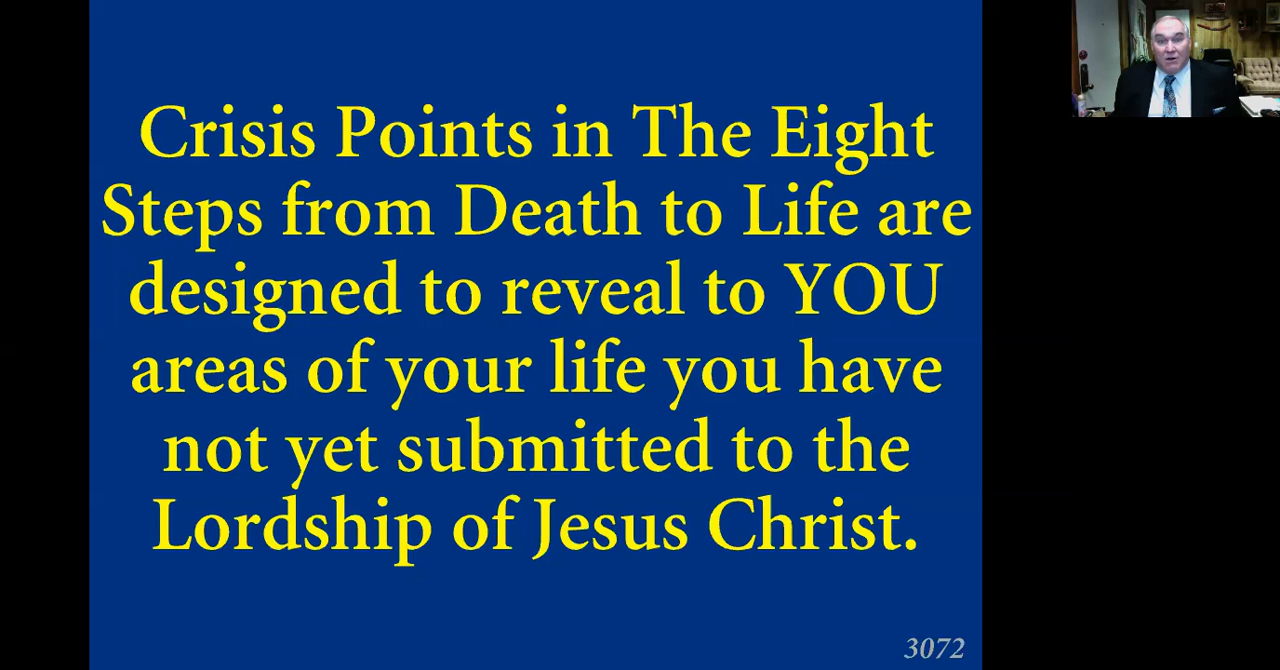 Crisis Points in The Eight
Steps from Death to Life are
designed to reveal to YOU
areas of your life you have
not yet submitted to the
Lordship of Jesus Christ.
3072